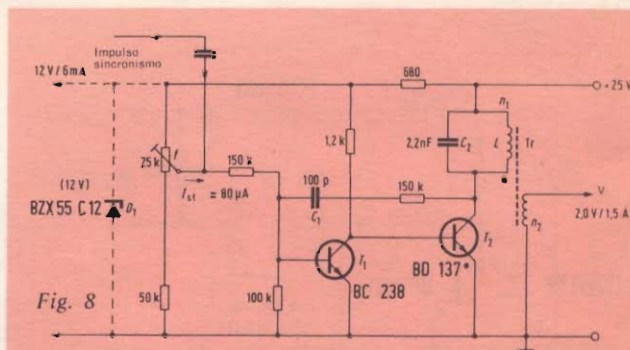 Impulso
sincronismo
12 V/6mA
680
n₁
+25 V
1,2 k
2,2nF
C₂
L
Tr
25 k
f
150 k
100 p
150 k
(12 V)
BZX 55 C 12
D₁
I st = 80 µA
C₁
n₂
V
2,0 V/1,5 A
T₁
T₂
BD 137*
BC 238
Fig. 8
50 k
100 k